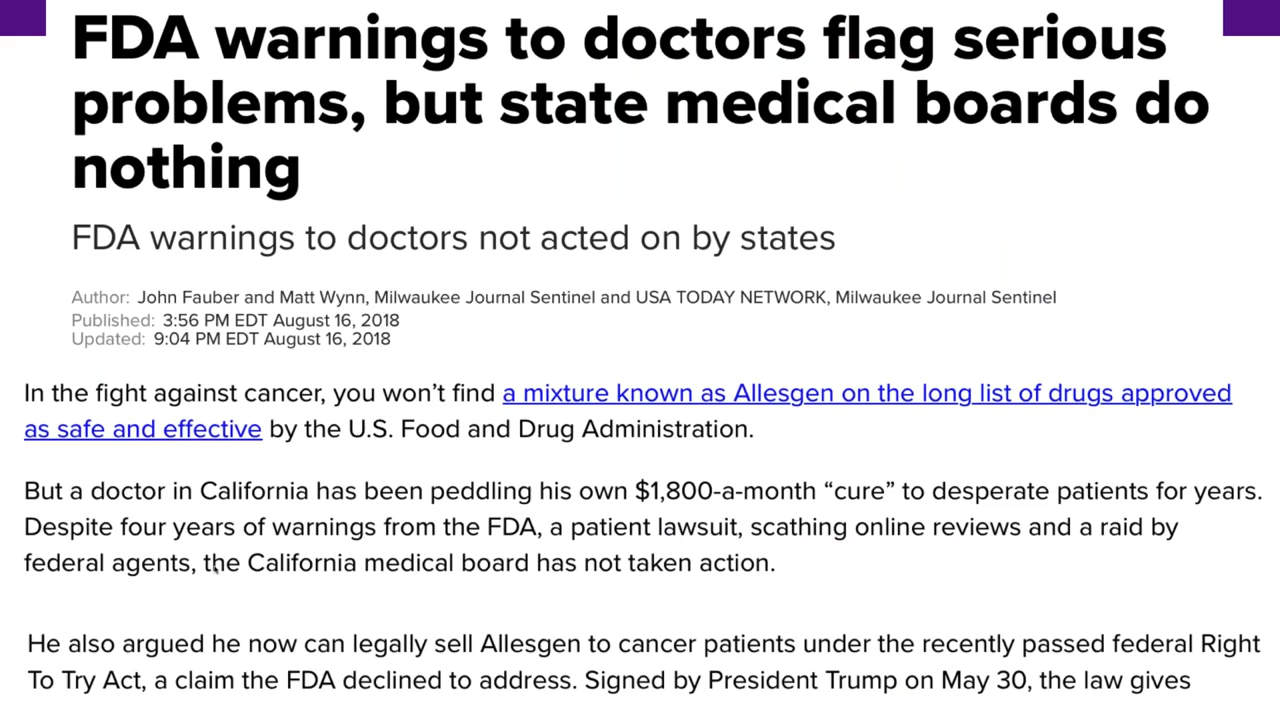 FDA warnings to doctors flag serious
problems, but state medical boards do
nothing
FDA warnings to doctors not acted on by states
Author: John Fauber and Matt Wynn, Milwaukee Journal Sentinel and USA TODAY NETWORK, Milwaukee Journal Sentinel
Published: 3:56 PM EDT August 16, 2018
Updated: 9:04 PM EDT August 16, 2018
In the fight against cancer, you won’t find a mixture known as Allesgen on the long list of drugs approved
as safe and effective by the U.S. Food and Drug Administration.
But a doctor in California has been peddling his own $1,800-a-month “cure” to desperate patients for years.
Despite four years of warnings from the FDA, a patient lawsuit, scathing online reviews and a raid by
federal agents, the California medical board has not taken action.
He also argued he now can legally sell Allesgen to cancer patients under the recently passed federal Right
To Try Act, a claim the FDA declined to address. Signed by President Trump on May 30, the law gives